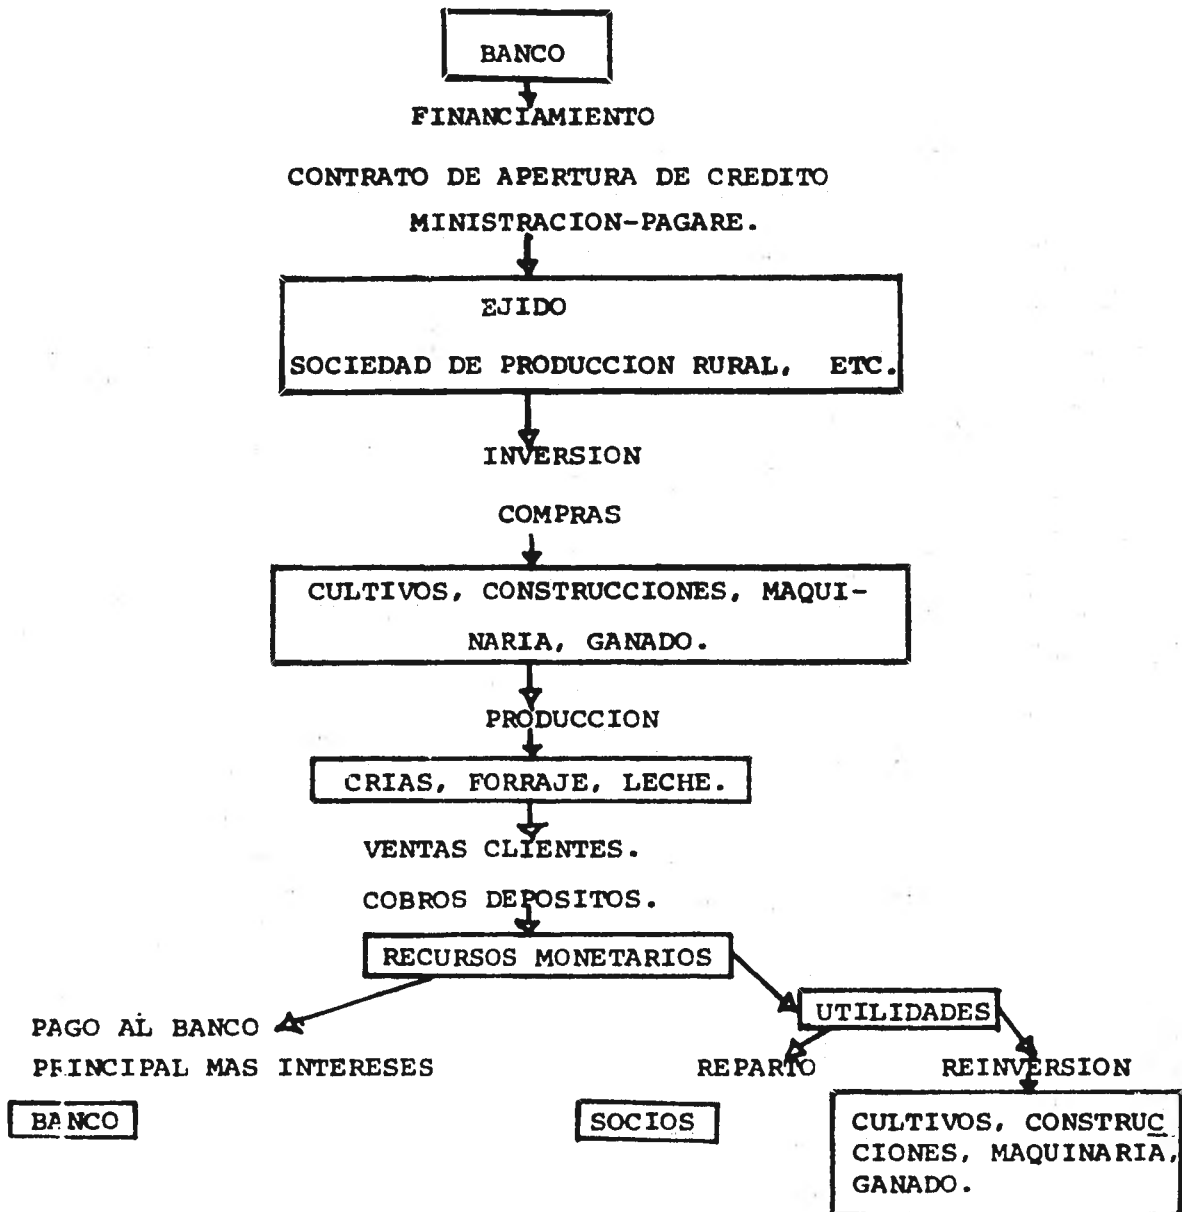 BANCO
FINANCIAMIENTO
CONTRATO DE APERTURA DE CREDITO
MINISTRACION-PAGARE.
EJIDO
SOCIEDAD DE PRODUCCION RURAL, ETC.
INVERSION
COMPRAS
CULTIVOS, CONSTRUCCIONES, MAQUI-
NARIA, GANADO.
PRODUCCION
CRIAS, FORRAJE, LECHE.
VENTAS CLIENTES.
COBROS DEPOSITOS.
RECURSOS MONETARIOS
UTILIDADES
PAGO AL BANCO
PRINCIPAL MAS INTERESES
REPARTO
REINVERSION
BANCO
SOCIOS
CULTIVOS, CONSTRUC
CIONES, MAQUINARIA,
GANADO.